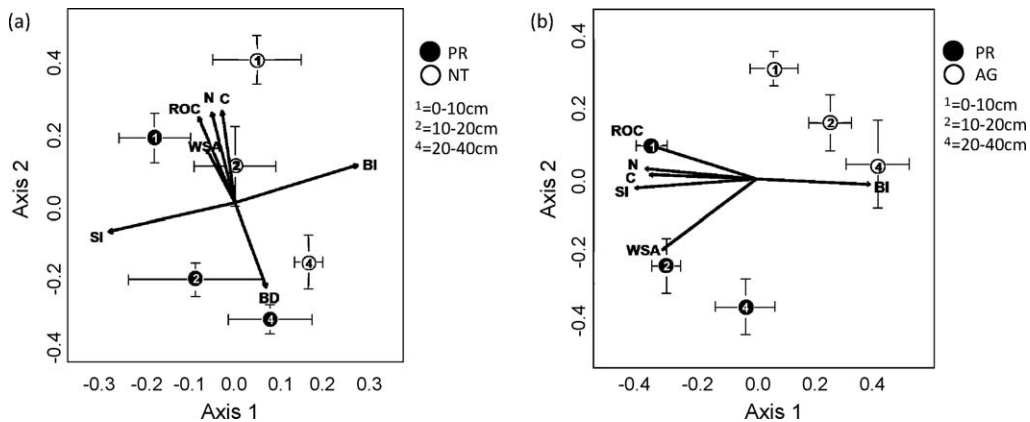 (a)
PR
NT
1=0-10cm
2=10-20cm
4=20-40cm
Axis 2
0.4
0.2
0.0
-0.2
-0.4
1
1
ROC
N
C
WSA
2
BI
SI
2
4
BD
4
-0.3
-0.2
-0.1
0.0
0.1
0.2
0.3
Axis 1
(b)
PR
AG
1=0-10cm
2=10-20cm
4=20-40cm
Axis 2
0.4
0.2
0.0
-0.2
-0.4
1
2
ROC
1
N
C
SI
4
BI
WSA
2
4
-0.4
-0.2
0.0
0.2
0.4
Axis 1